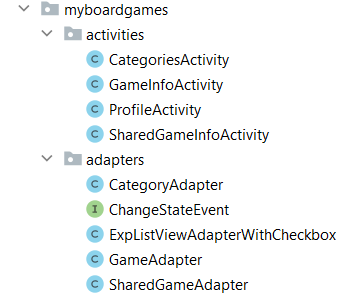 myboardgames
activities
C CategoriesActivity
C GameInfoActivity
C ProfileActivity
C SharedGameInfoActivity
adapters
C CategoryAdapter
I ChangeStateEvent
C ExpListViewAdapterWithCheckbox
C GameAdapter
C SharedGameAdapter